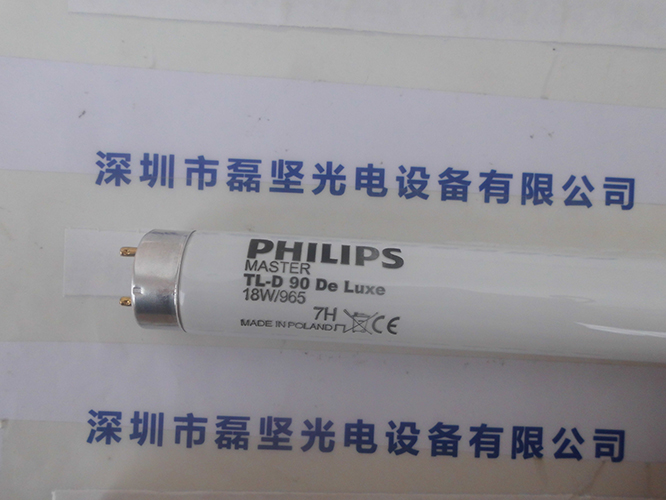 深圳市磊坚光电设备有限公司
PHILIPS
MASTER
TL-D 90 De Luxe
18W/965
7H
MADE IN POLAND CE
深圳市磊坚光电设备有限公司